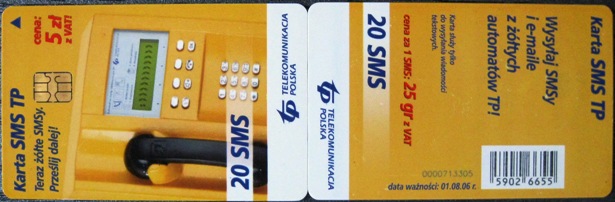 Karta SMS TP
Teraz żółte SMSy.
Prześlij dalej!
cena:
5 zł
z VAT!
20 SMS
TELEKOMUNIKACJA
POLSKA
Karta SMS TP
Wysyłaj SMSy
i e-maile
z żółtych
automatów TP!
cena za 1 SMS: 25 gr z VAT
Karta służy tylko
do wysyłania wiadomości
tekstowych.
20 SMS
TELEKOMUNIKACJA
POLSKA
0000713305
data ważności: 01.08.06 r.
5902 6655